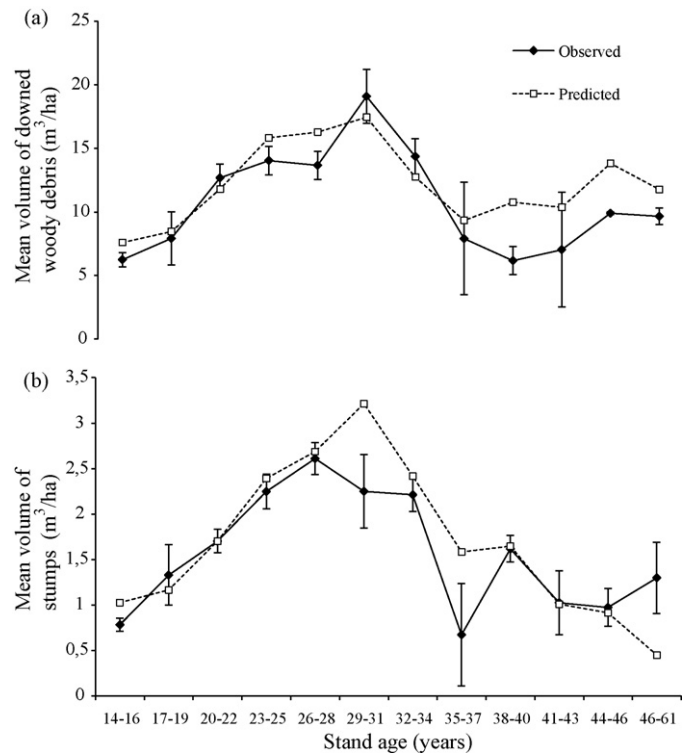 (a)
Mean volume of downed
woody debris (m³/ha)
25
20
15
10
5
0
Observed
Predicted
(b)
Mean volume of
stumps (m³/ha)
3,5
3
2,5
2
1,5
1
0,5
0
14-16 17-19 20-22 23-25 26-28 29-31 32-34 35-37 38-40 41-43 44-46 46-61
Stand age (years)